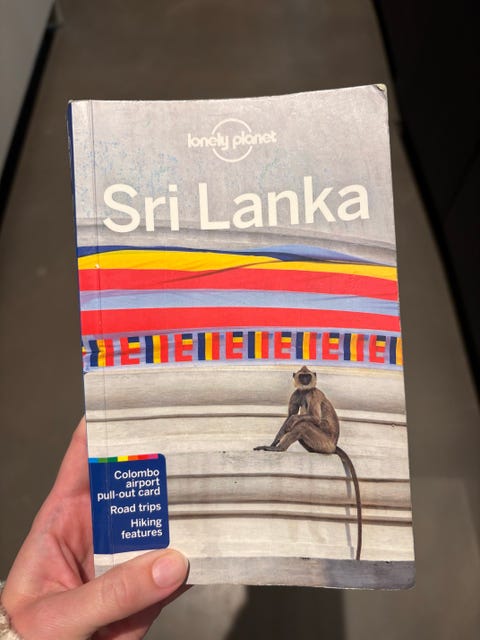 lonely planet
Sri Lanka
Colombo
airport
pull-out card
Road trips
Hiking
features